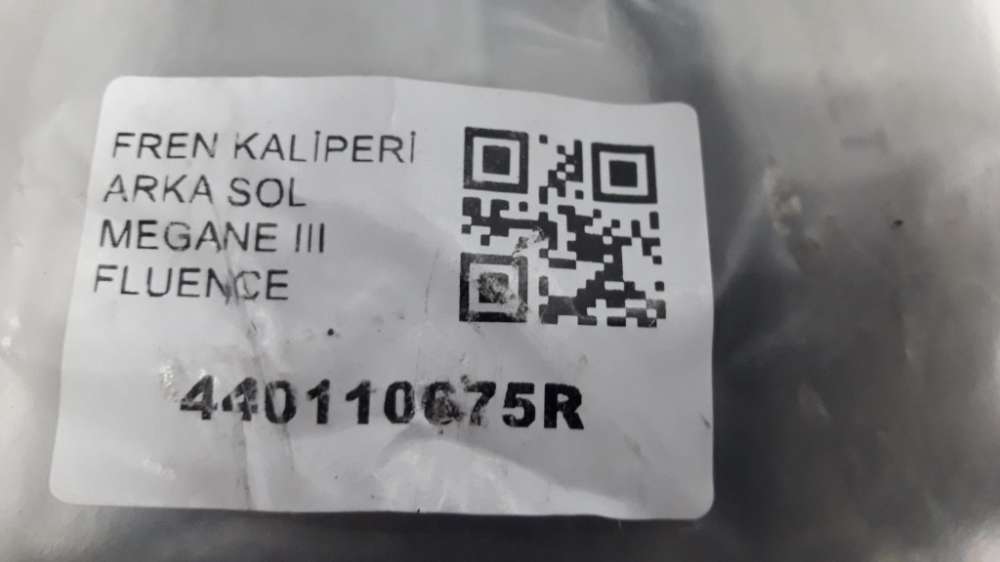 FREN KALİPERİ
ARKA SOL
MEGANE III
FLUENCE
440110675R